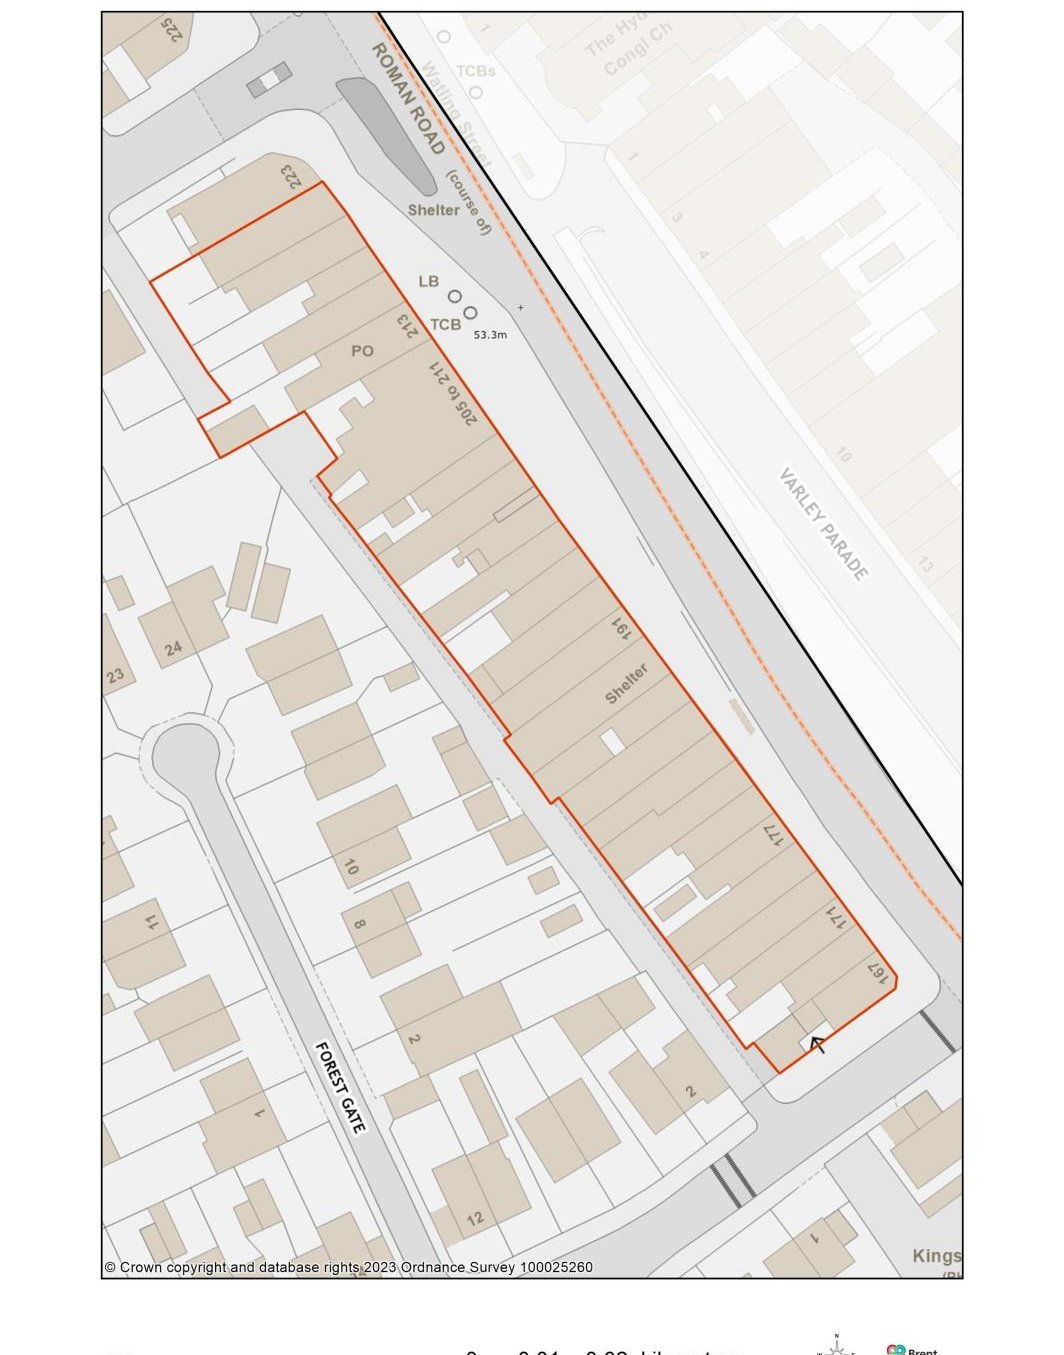 225
1
The Hyde
Congl Ch
ROMAN ROAD
Watling Street
TCBs
1
223
(course of)
Shelter
3
4
LB
TCB
53.3m
213
PO
205 to 211
10
VARLEY PARADE
13
191
24
23
Shelter
177
10
11
8
171
167
2
FOREST GATE
2
1
12
1
Kings
© Crown copyright and database rights 2023 Ordnance Survey 100025260
N
W
Brent